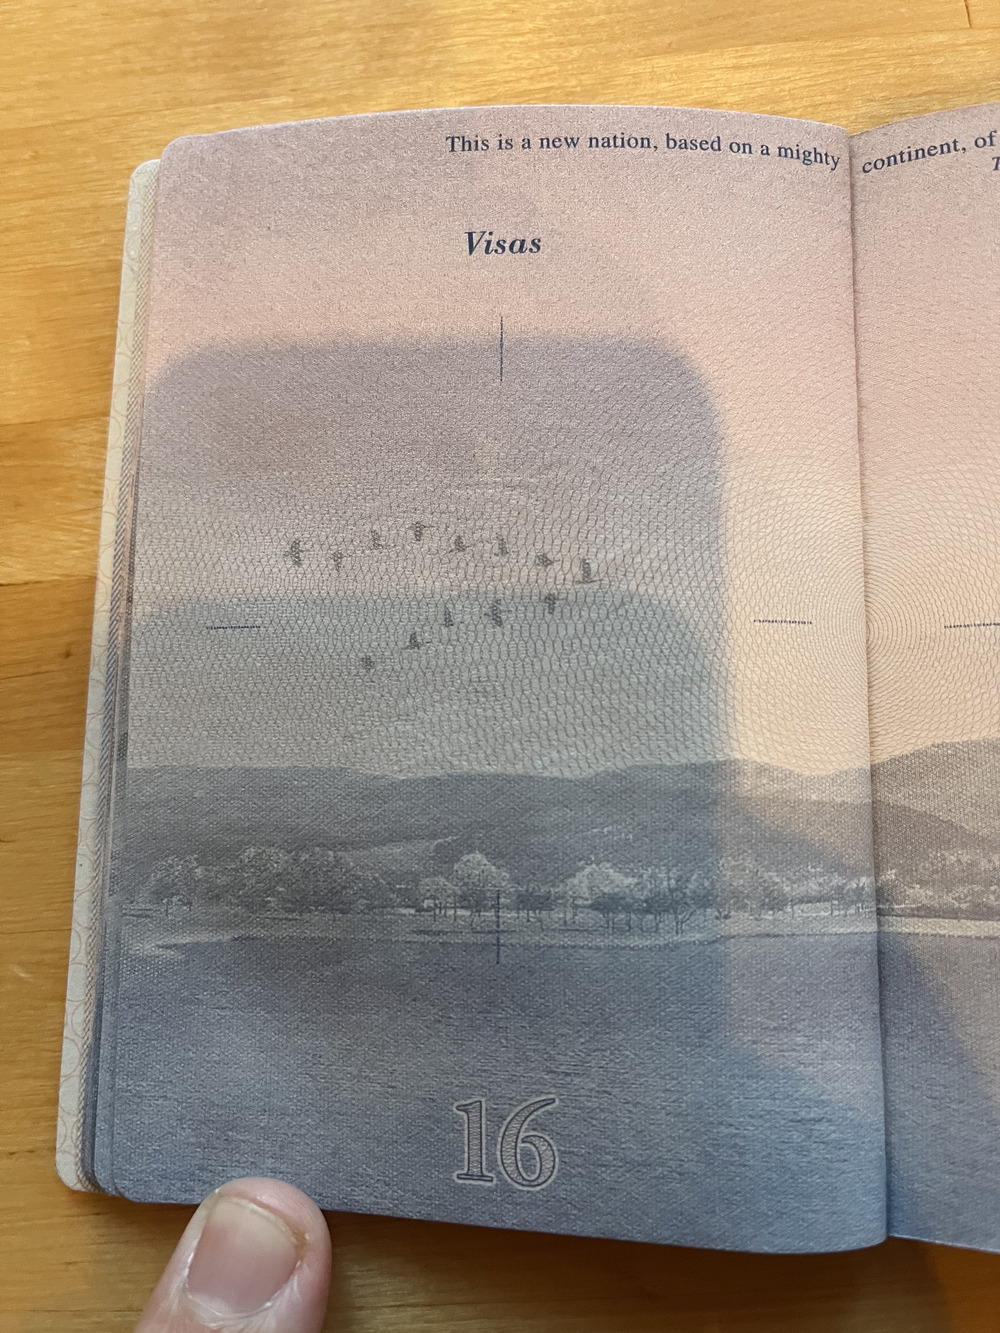 This is a new nation, based on a mighty continent, of
Visas
16